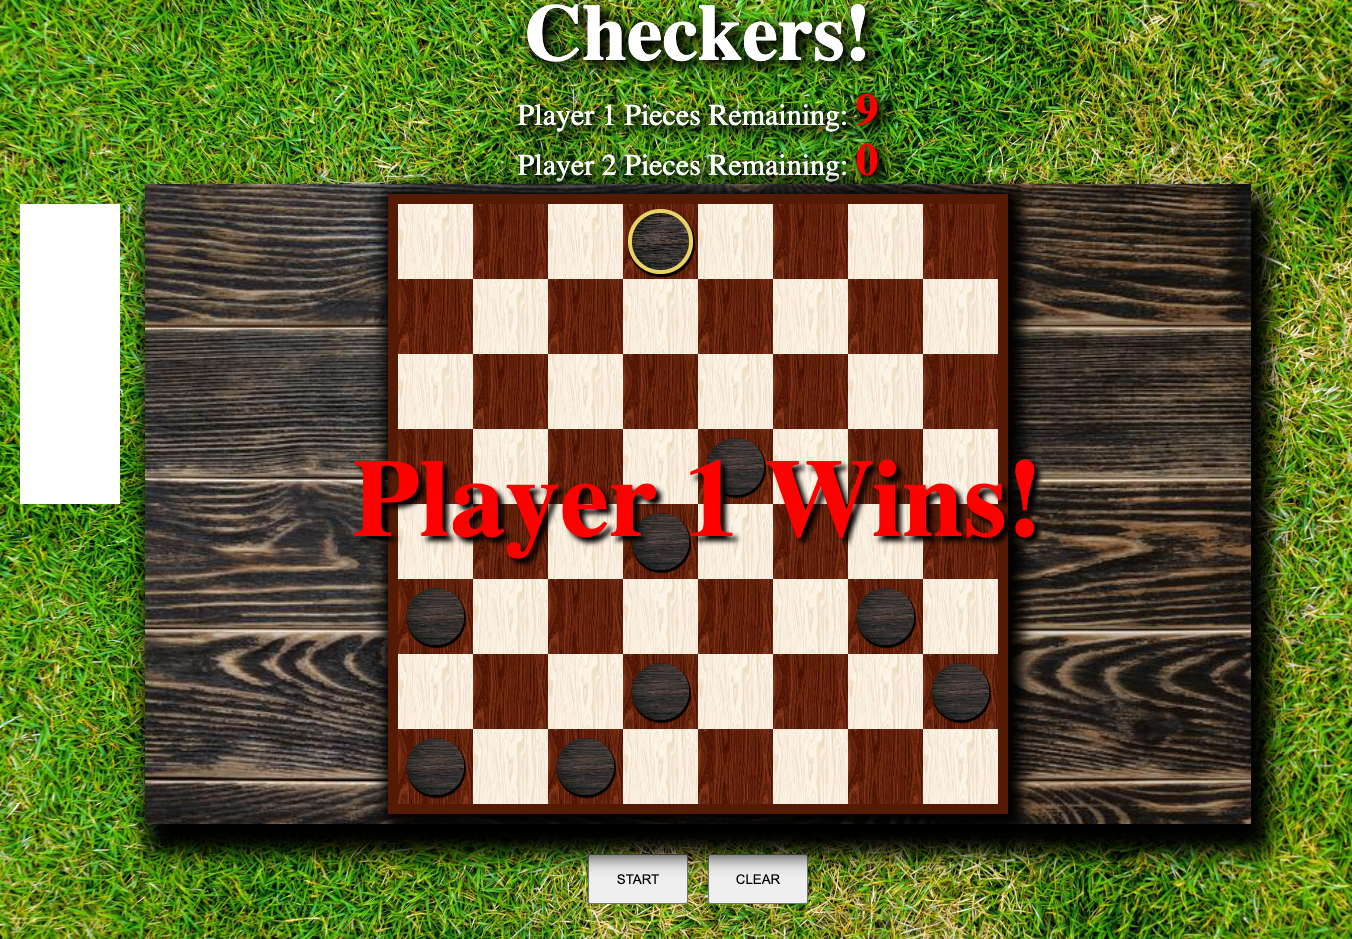 Checkers!
Player 1 Pieces Remaining: 9
Player 2 Pieces Remaining: 0
Player 1 Wins!
START
CLEAR